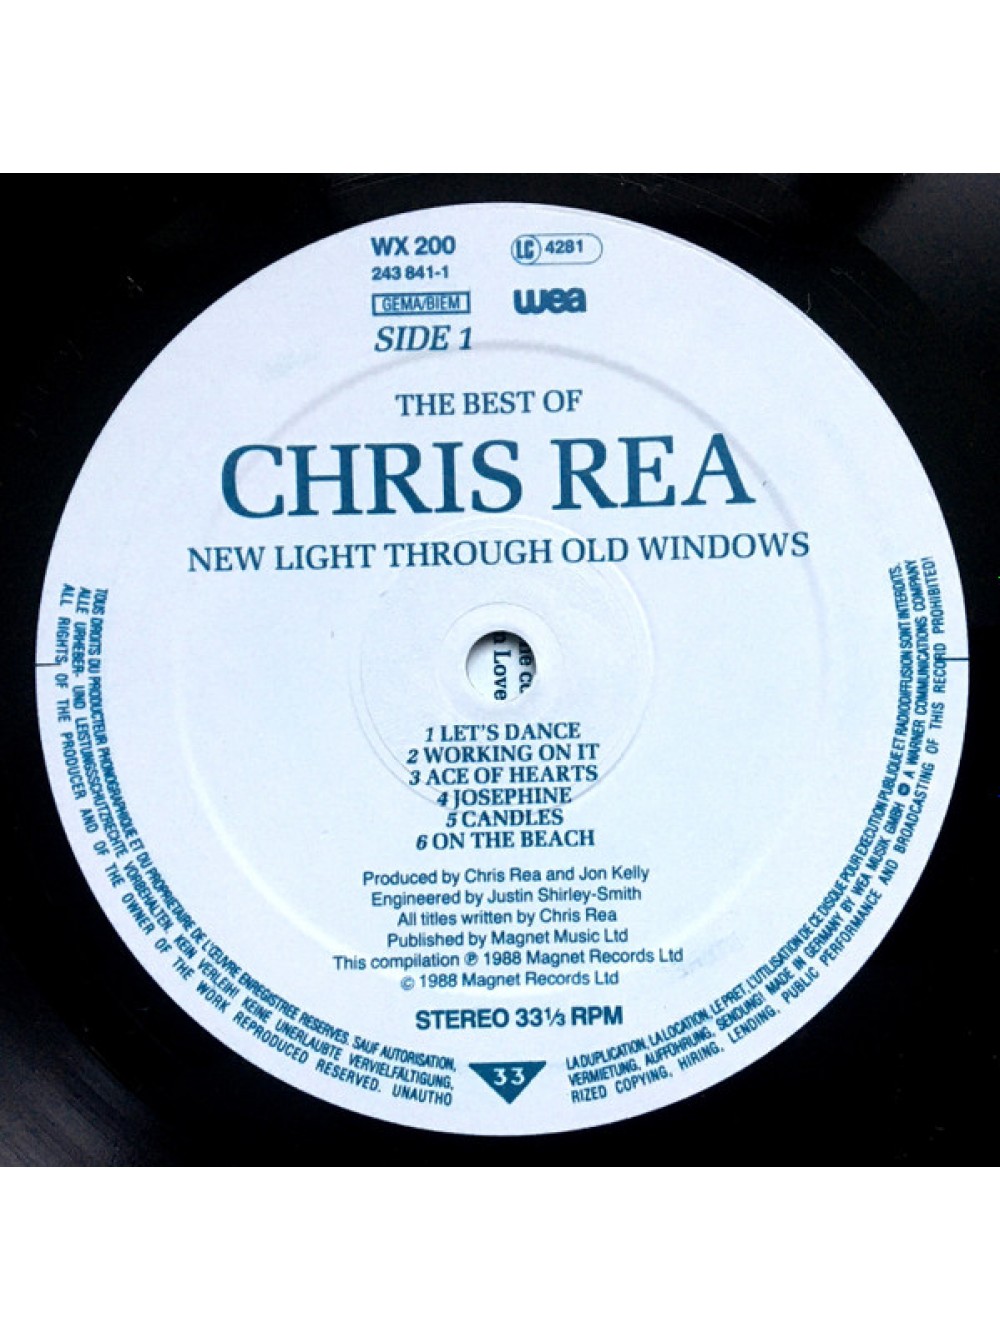 WX 200
LC 4281
243 841-1
GEMA/BIEM
wea
SIDE 1
THE BEST OF
CHRIS REA
NEW LIGHT THROUGH OLD WINDOWS
Love
1 LET'S DANCE
2 WORKING ON IT
3 ACE OF HEARTS
4 JOSEPHINE
5 CANDLES
6 ON THE BEACH
Produced by Chris Rea and Jon Kelly
Engineered by Justin Shirley-Smith
All titles written by Chris Rea
Published by Magnet Music Ltd
This compilation ℗ 1988 Magnet Records Ltd
© 1988 Magnet Records Ltd
STEREO 33⅓ RPM
33
TOUS DROITS DU PRODUCTEUR PHONOGRAPHIQUE ET DU PROPRIETAIRE DE L'ŒUVRE ENREGISTREE RESERVES. SAUF AUTORISATION, LA DUPLICATION, LA LOCATION, LE PRET, L'UTILISATION DE CE DISQUE POUR EXECUTION PUBLIQUE ET RADIODIFFUSION SONT INTERDITS.
ALLE URHEBER- UND LEISTUNGSSCHUTZRECHTE VORBEHALTEN. KEIN VERLEIH! KEINE UNERLAUBTE VERVIELFÄLTIGUNG, VERMIETUNG, AUFFÜHRUNG, SENDUNG! MADE IN GERMANY BY WEA MUSIK GMBH A WARNER COMMUNICATIONS COMPANY
ALL RIGHTS OF THE PRODUCER AND OF THE OWNER OF THE WORK REPRODUCED RESERVED. UNAUTHORIZED COPYING, HIRING, LENDING, PUBLIC PERFORMANCE AND BROADCASTING OF THIS RECORD PROHIBITED!